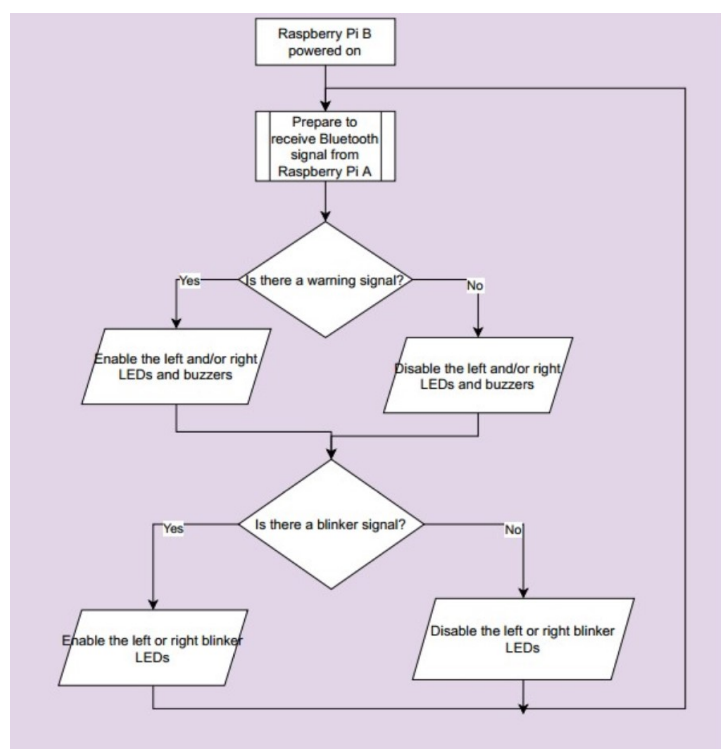 Raspberry Pi B
powered on
Prepare to
receive Bluetooth
signal from
Raspberry Pi A
Is there a warning signal?
Yes
No
Enable the left and/or right
LEDs and buzzers
Disable the left and/or right
LEDs and buzzers
Is there a blinker signal?
Yes
No
Enable the left or right blinker
LEDs
Disable the left or right blinker
LEDs